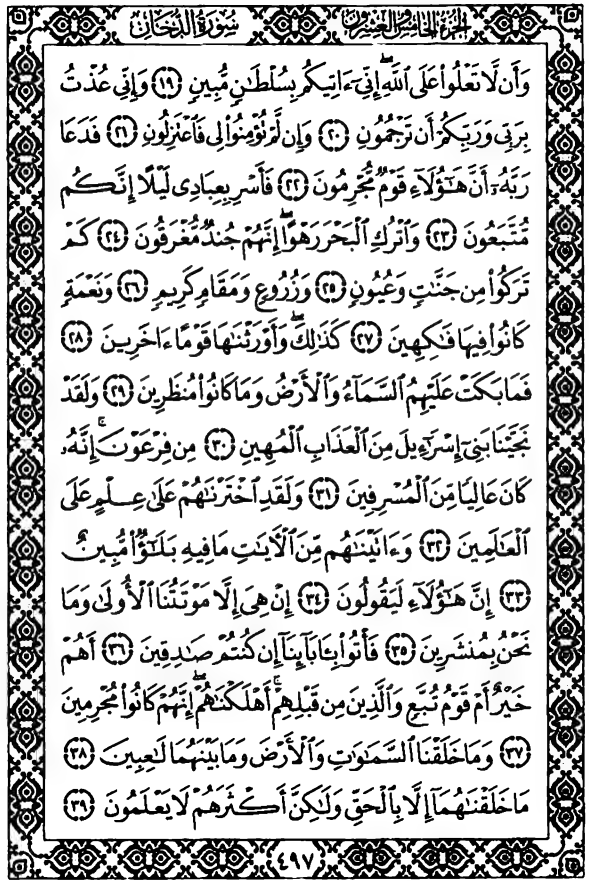 الجزء الخامس والعشرون سورة الدخان
وَأَن لَّا تَعْلُوا۟ عَلَى ٱللَّهِ ۖ إِنِّىٓ ءَاتِيكُم بِسُلْطَٰنٍ مُّبِينٍ ﴿١٩﴾ وَإِنِّى عُذْتُ
بِرَبِّى وَرَبِّكُمْ أَن تَرْجُمُونِ ﴿٢٠﴾ وَإِن لَّمْ تُؤْمِنُوا۟ لِى فَٱعْتَزِلُونِ ﴿٢١﴾ فَدَعَا
رَبَّهُۥٓ أَنَّ هَٰٓؤُلَآءِ قَوْمٌ مُّجْرِمُونَ ﴿٢٢﴾ فَأَسْرِ بِعِبَادِى لَيْلًا إِنَّكُم
مُّتَّبَعُونَ ﴿٢٣﴾ وَٱتْرُكِ ٱلْبَحْرَ رَهْوًا ۖ إِنَّهُمْ جُندٌ مُّغْرَقُونَ ﴿٢٤﴾ كَمْ
تَرَكُوا۟ مِن جَنَّٰتٍ وَعُيُونٍ ﴿٢٥﴾ وَزُرُوعٍ وَمَقَامٍ كَرِيمٍ ﴿٢٦﴾ وَنَعْمَةٍ
كَانُوا۟ فِيهَا فَٰكِهِينَ ﴿٢٧﴾ كَذَٰلِكَ ۖ وَأَوْرَثْنَٰهَا قَوْمًا ءَاخَرِينَ ﴿٢٨﴾
فَمَا بَكَتْ عَلَيْهِمُ ٱلسَّمَآءُ وَٱلْأَرْضُ وَمَا كَانُوا۟ مُنظَرِينَ ﴿٢٩﴾ وَلَقَدْ
نَجَّيْنَا بَنِىٓ إِسْرَٰٓءِيلَ مِنَ ٱلْعَذَابِ ٱلْمُهِينِ ﴿٣٠﴾ مِن فِرْعَوْنَ ۚ إِنَّهُۥ
كَانَ عَالِيًا مِّنَ ٱلْمُسْرِفِينَ ﴿٣١﴾ وَلَقَدِ ٱخْتَرْنَٰهُمْ عَلَىٰ عِلْمٍ عَلَى
ٱلْعَٰلَمِينَ ﴿٣٢﴾ وَءَاتَيْنَٰهُم مِّنَ ٱلْءَايَٰتِ مَا فِيهِ بَلَٰٓؤٌا۟ مُّبِينٌ
﴿٣٣﴾ إِنَّ هَٰٓؤُلَآءِ لَيَقُولُونَ ﴿٣٤﴾ إِنْ هِىَ إِلَّا مَوْتَتُنَا ٱلْأُولَىٰ وَمَا
نَحْنُ بِمُنشَرِينَ ﴿٣٥﴾ فَأْتُوا۟ بِـَٔابَآئِنَآ إِن كُنتُمْ صَٰدِقِينَ ﴿٣٦﴾ أَهُمْ
خَيْرٌ أَمْ قَوْمُ تُبَّعٍ وَٱلَّذِينَ مِن قَبْلِهِمْ ۚ أَهْلَكْنَٰهُمْ ۖ إِنَّهُمْ كَانُوا۟ مُجْرِمِينَ
﴿٣٧﴾ وَمَا خَلَقْنَا ٱلسَّمَٰوَٰتِ وَٱلْأَرْضَ وَمَا بَيْنَهُمَا لَٰعِبِينَ ﴿٣٨﴾
مَا خَلَقْنَٰهُمَآ إِلَّا بِٱلْحَقِّ وَلَٰكِنَّ أَكْثَرَهُمْ لَا يَعْلَمُونَ ﴿٣٩﴾
٤٩٧